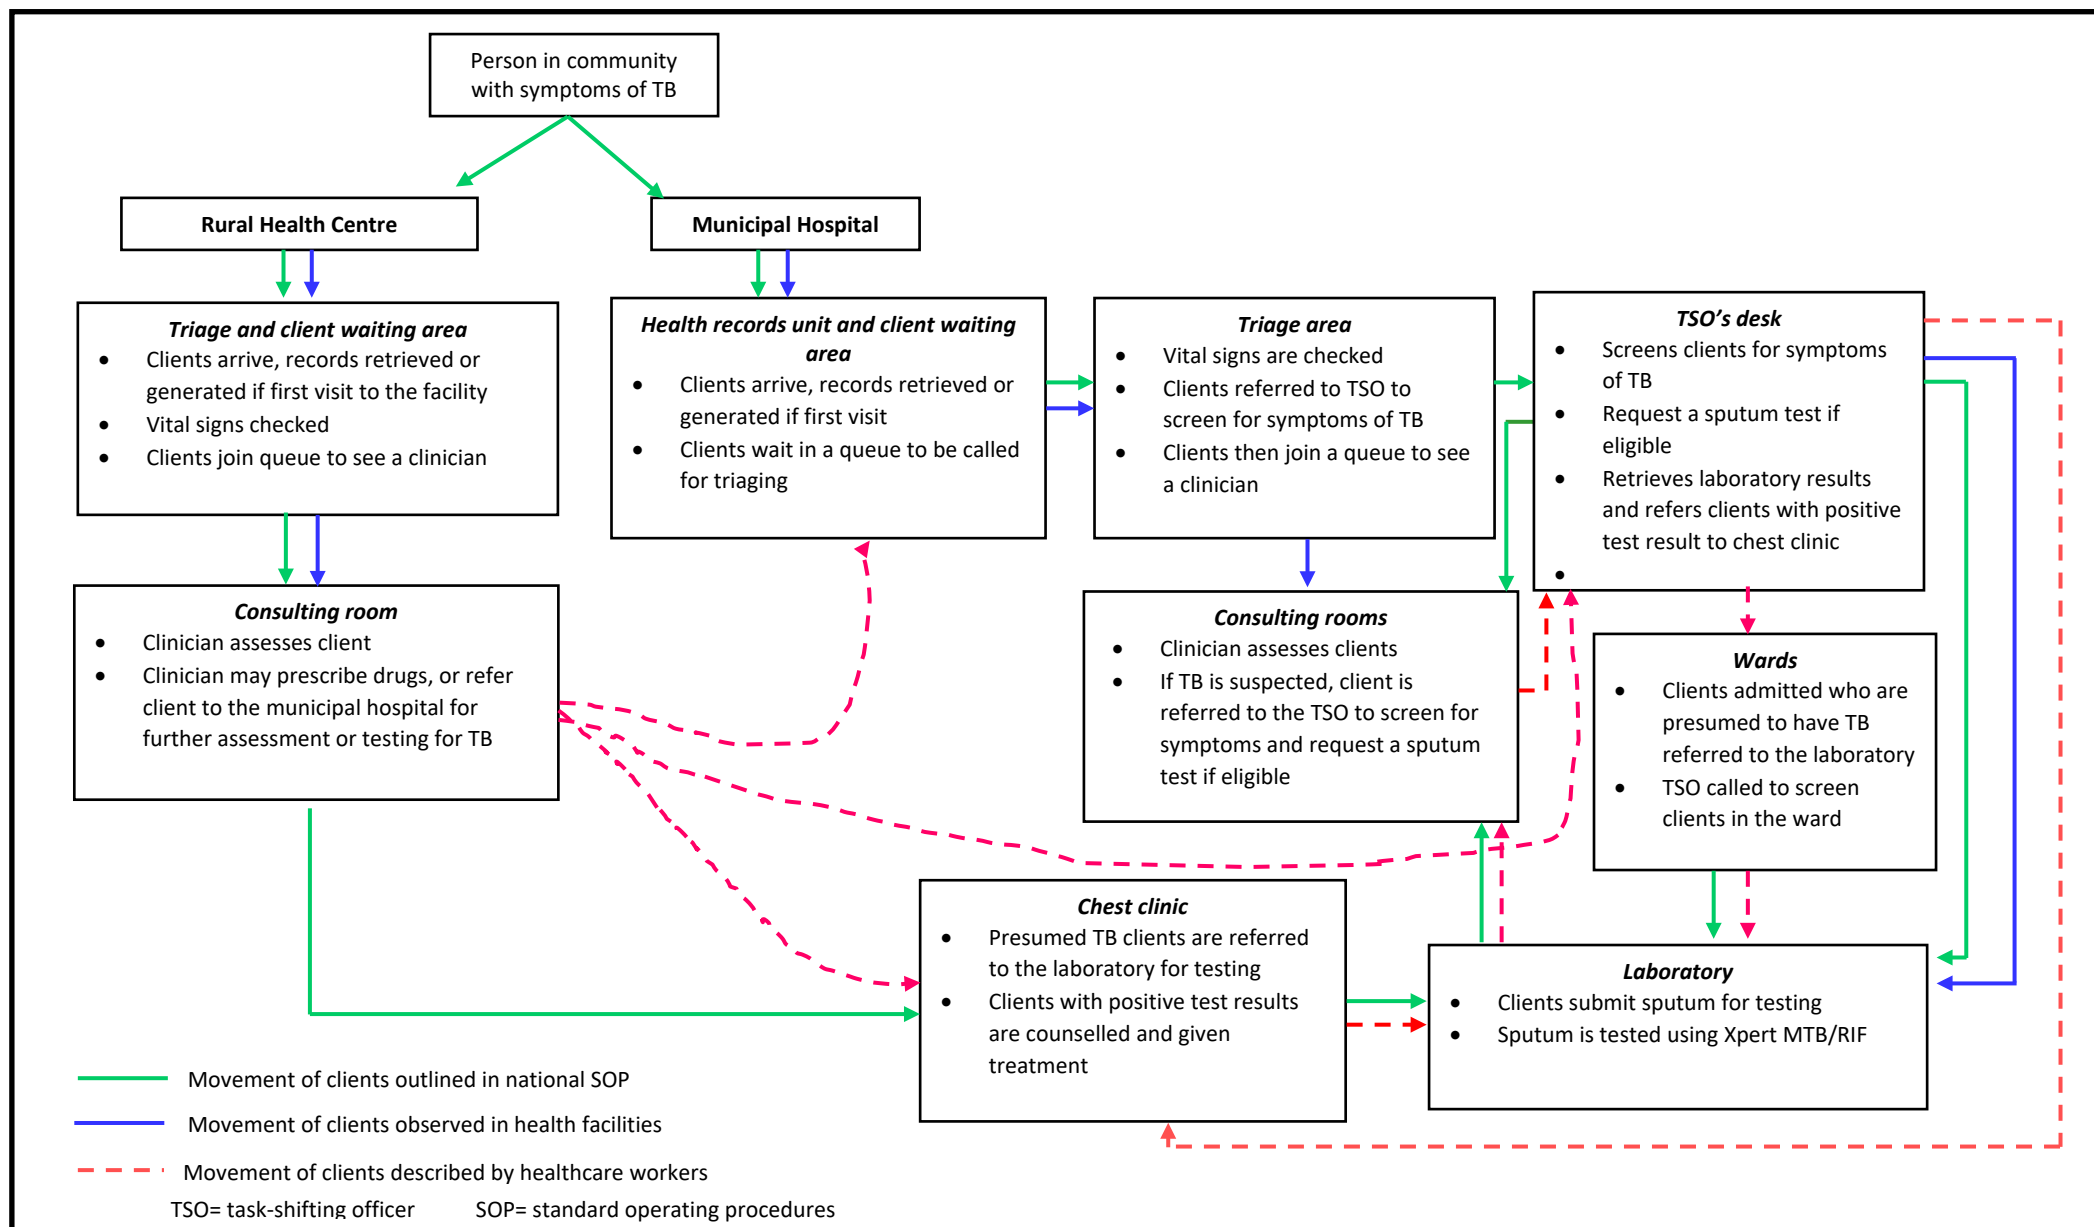 Person in community
with symptoms of TB
Rural Health Centre
Municipal Hospital
Triage and client waiting area
• Clients arrive, records retrieved or
generated if first visit to the facility
• Vital signs checked
• Clients join queue to see a clinician
Health records unit and client waiting
area
• Clients arrive, records retrieved or
generated if first visit
• Clients wait in a queue to be called
for triaging
Triage area
• Vital signs are checked
• Clients referred to TSO to
screen for symptoms of TB
• Clients then join a queue to see
a clinician
TSO’s desk
• Screens clients for symptoms
of TB
• Request a sputum test if
eligible
• Retrieves laboratory results
and refers clients with positive
test result to chest clinic
•
Consulting room
• Clinician assesses client
• Clinician may prescribe drugs, or refer
client to the municipal hospital for
further assessment or testing for TB
Consulting rooms
• Clinician assesses clients
• If TB is suspected, client is
referred to the TSO to screen for
symptoms and request a sputum
test if eligible
Wards
• Clients admitted who are
presumed to have TB
referred to the laboratory
• TSO called to screen
clients in the ward
Chest clinic
• Presumed TB clients are referred
to the laboratory for testing
• Clients with positive test results
are counselled and given
treatment
Laboratory
• Clients submit sputum for testing
• Sputum is tested using Xpert MTB/RIF
Movement of clients outlined in national SOP
Movement of clients observed in health facilities
Movement of clients described by healthcare workers
TSO= task-shifting officer SOP= standard operating procedures